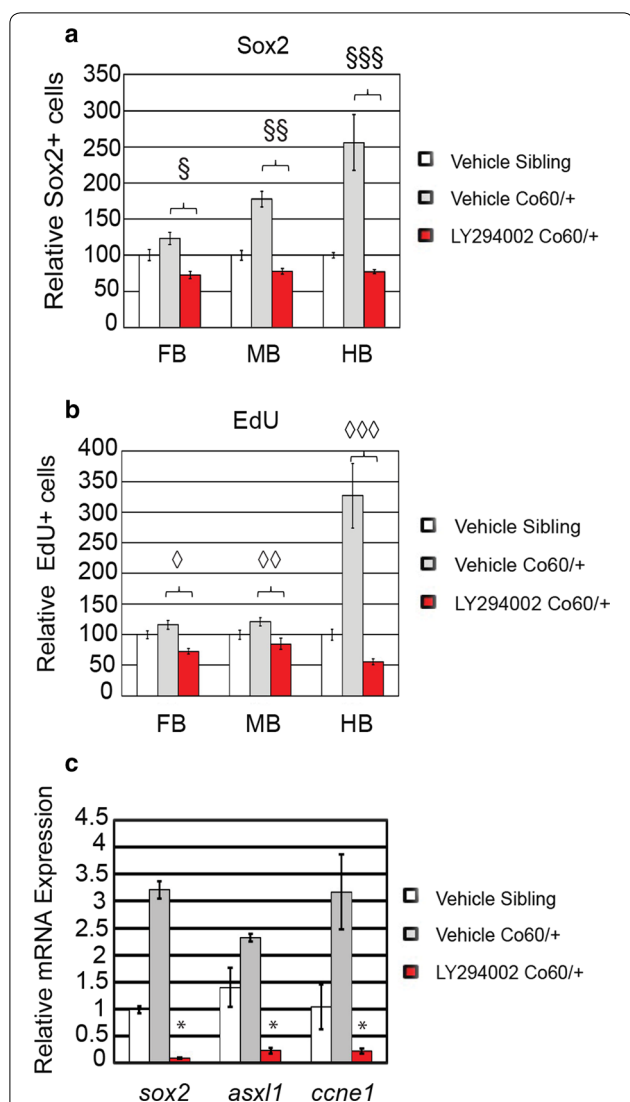 a
Sox2
Relative Sox2+ cells
350
300
250
200
150
100
50
0
§
§§
§§§
FB MB HB
Vehicle Sibling
Vehicle Co60/+
LY294002 Co60/+
b
EdU
Relative EdU+ cells
400
350
300
250
200
150
100
50
0
◊
◊◊
◊◊◊
FB MB HB
Vehicle Sibling
Vehicle Co60/+
LY294002 Co60/+
c
Relative mRNA Expression
4.5
4
3.5
3
2.5
2
1.5
1
0.5
0
* * *
sox2 asxl1 ccne1
Vehicle Sibling
Vehicle Co60/+
LY294002 Co60/+